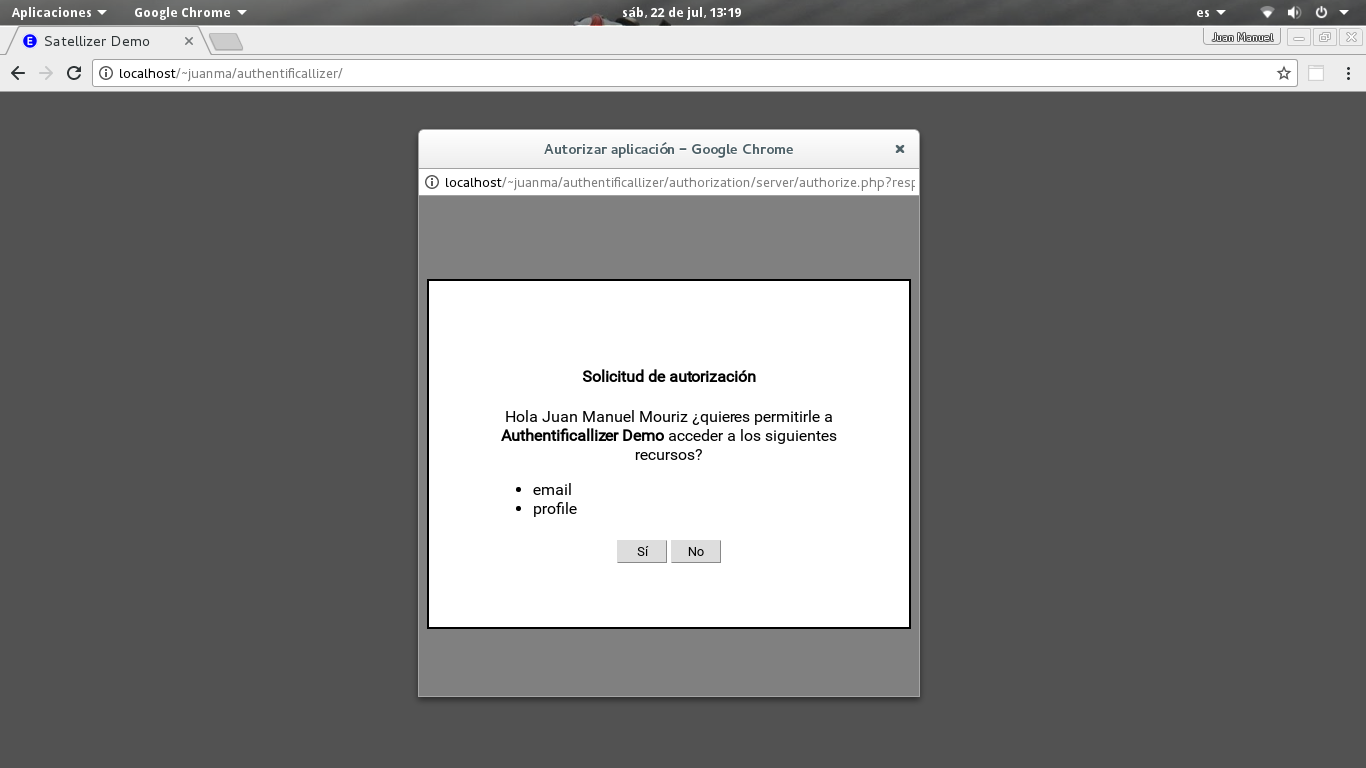 Aplicaciones Google Chrome sáb, 22 de jul, 13:19 es
E Satellizer Demo Juan Manuel
localhost/~juanma/authentificallizer/
Autorizar aplicación – Google Chrome
localhost/~juanma/authentificallizer/authorization/server/authorize.php?resp
Solicitud de autorización
Hola Juan Manuel Mouriz ¿quieres permitirle a
Authentificallizer Demo acceder a los siguientes
recursos?
• email
• profile
Sí No